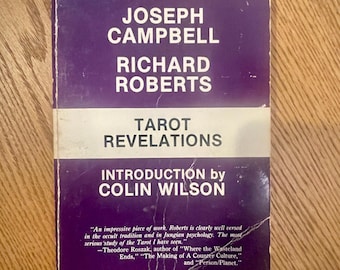 JOSEPH
CAMPBELL
RICHARD
ROBERTS
TAROT
REVELATIONS
INTRODUCTION by
COLIN WILSON
"An impressive piece of work. Roberts is clearly well versed
in the occult tradition and in Jungian psychology. The most
serious study of the Tarot I have seen."
—Theodore Roszak, author of "Where the Wasteland
Ends," "The Making of A Counter Culture,"
and "Person/Planet."